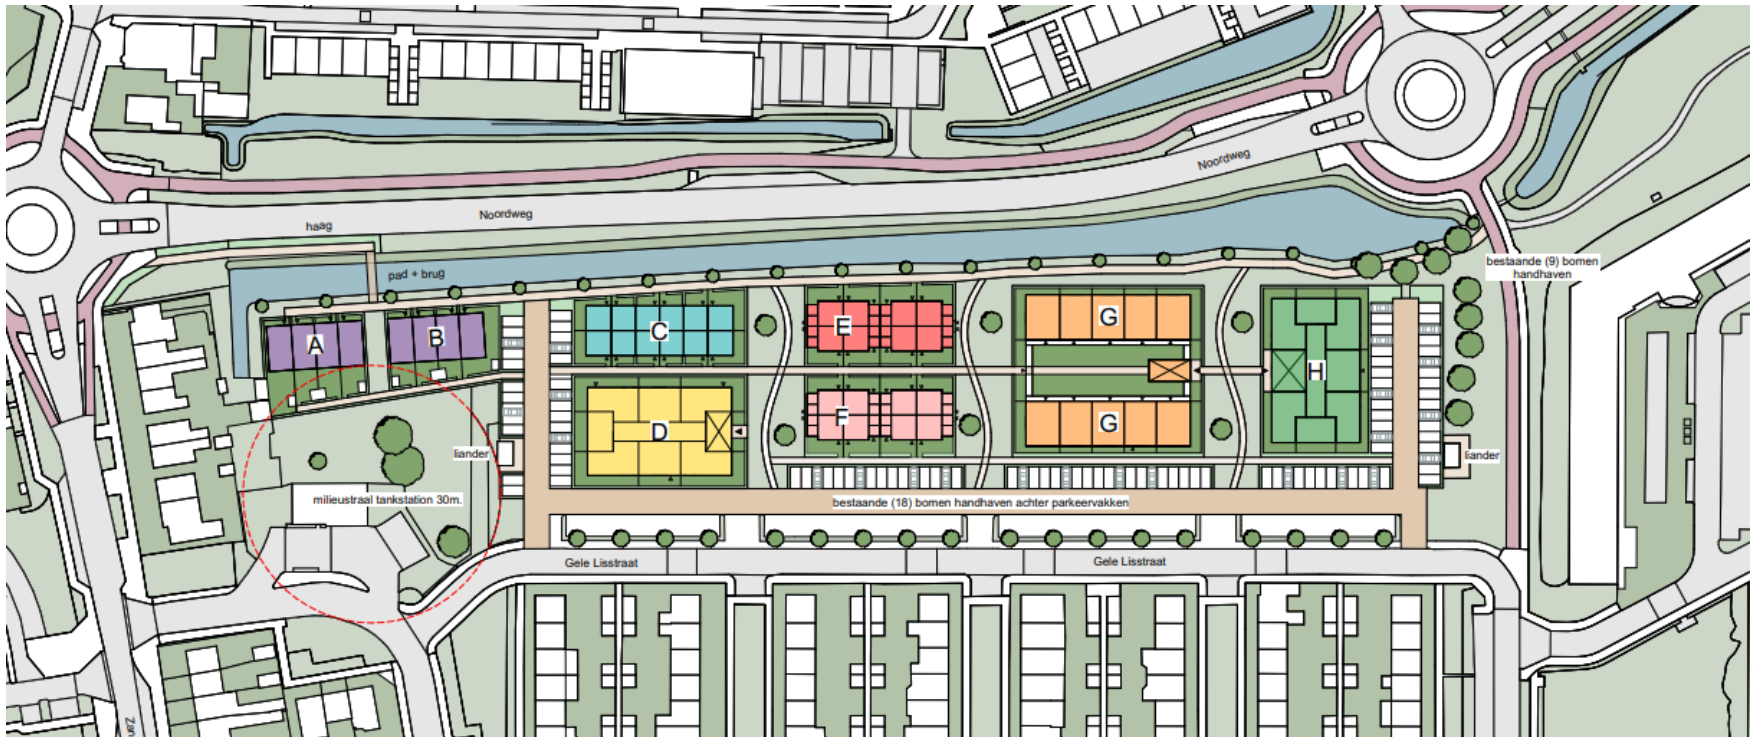 Noordweg
Noordweg
haag
pad + brug
bestaande (9) bomen
handhaven
A
B
C
E
G
H
D
F
G
liander
liander
milieustraal tankstation 30m.
bestaande (18) bomen handhaven achter parkeervakken
Gele Lisstraat
Gele Lisstraat